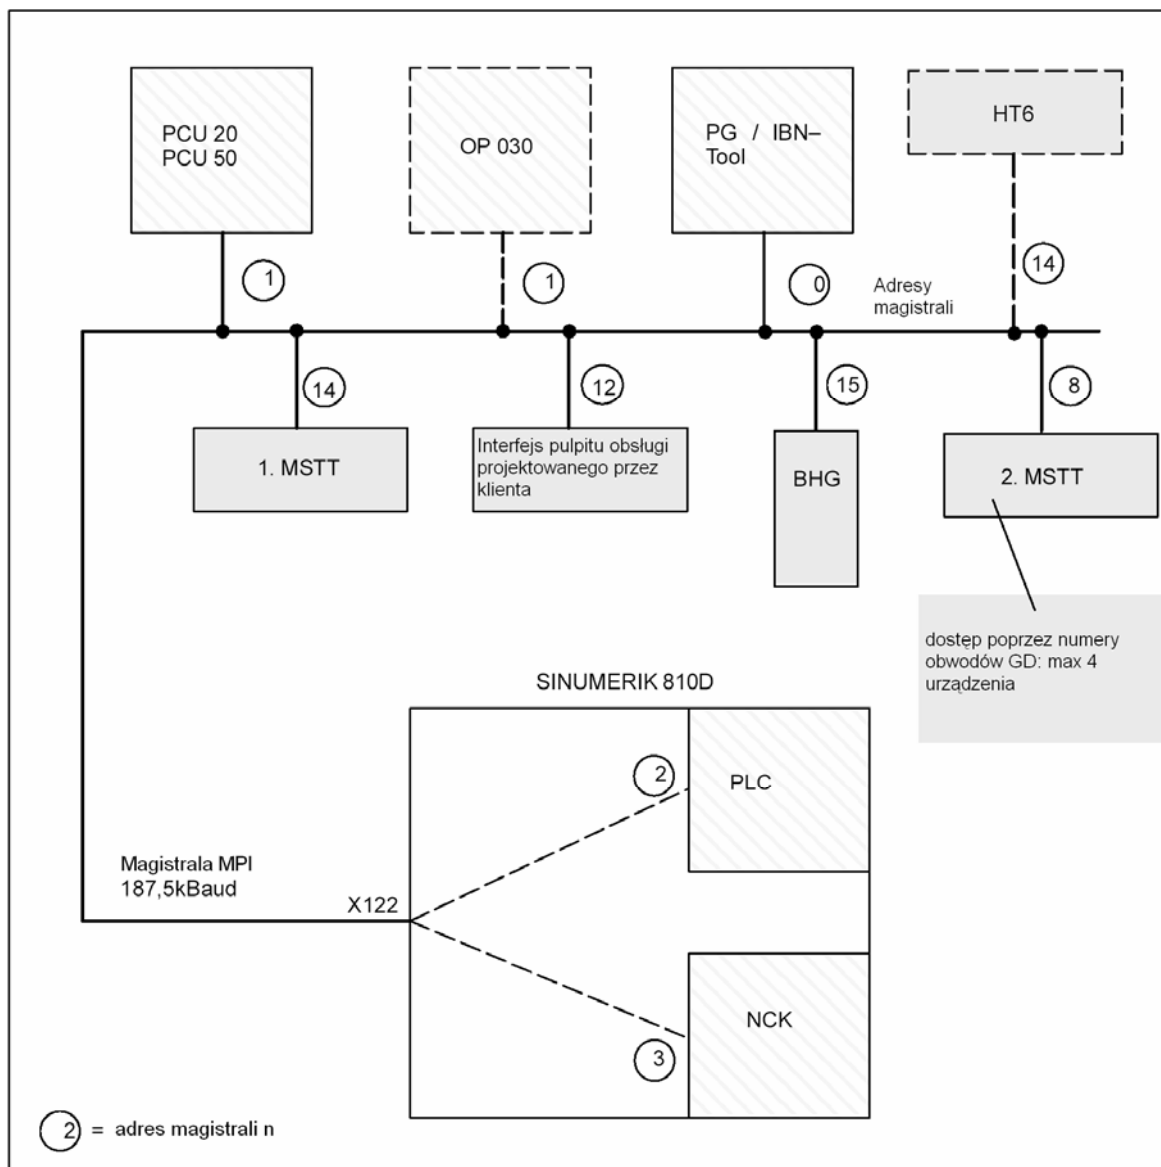 PCU 20
PCU 50
OP 030
PG / IBN–
Tool
HT6
1
1
0
14
Adresy
magistrali
14
12
15
8
1. MSTT
Interfejs pulpitu obsługi
projektowanego przez
klienta
BHG
2. MSTT
dostęp poprzez numery
obwodów GD: max 4
urządzenia
SINUMERIK 810D
2
PLC
Magistrala MPI
187,5kBaud
X122
NCK
3
2 = adres magistrali n